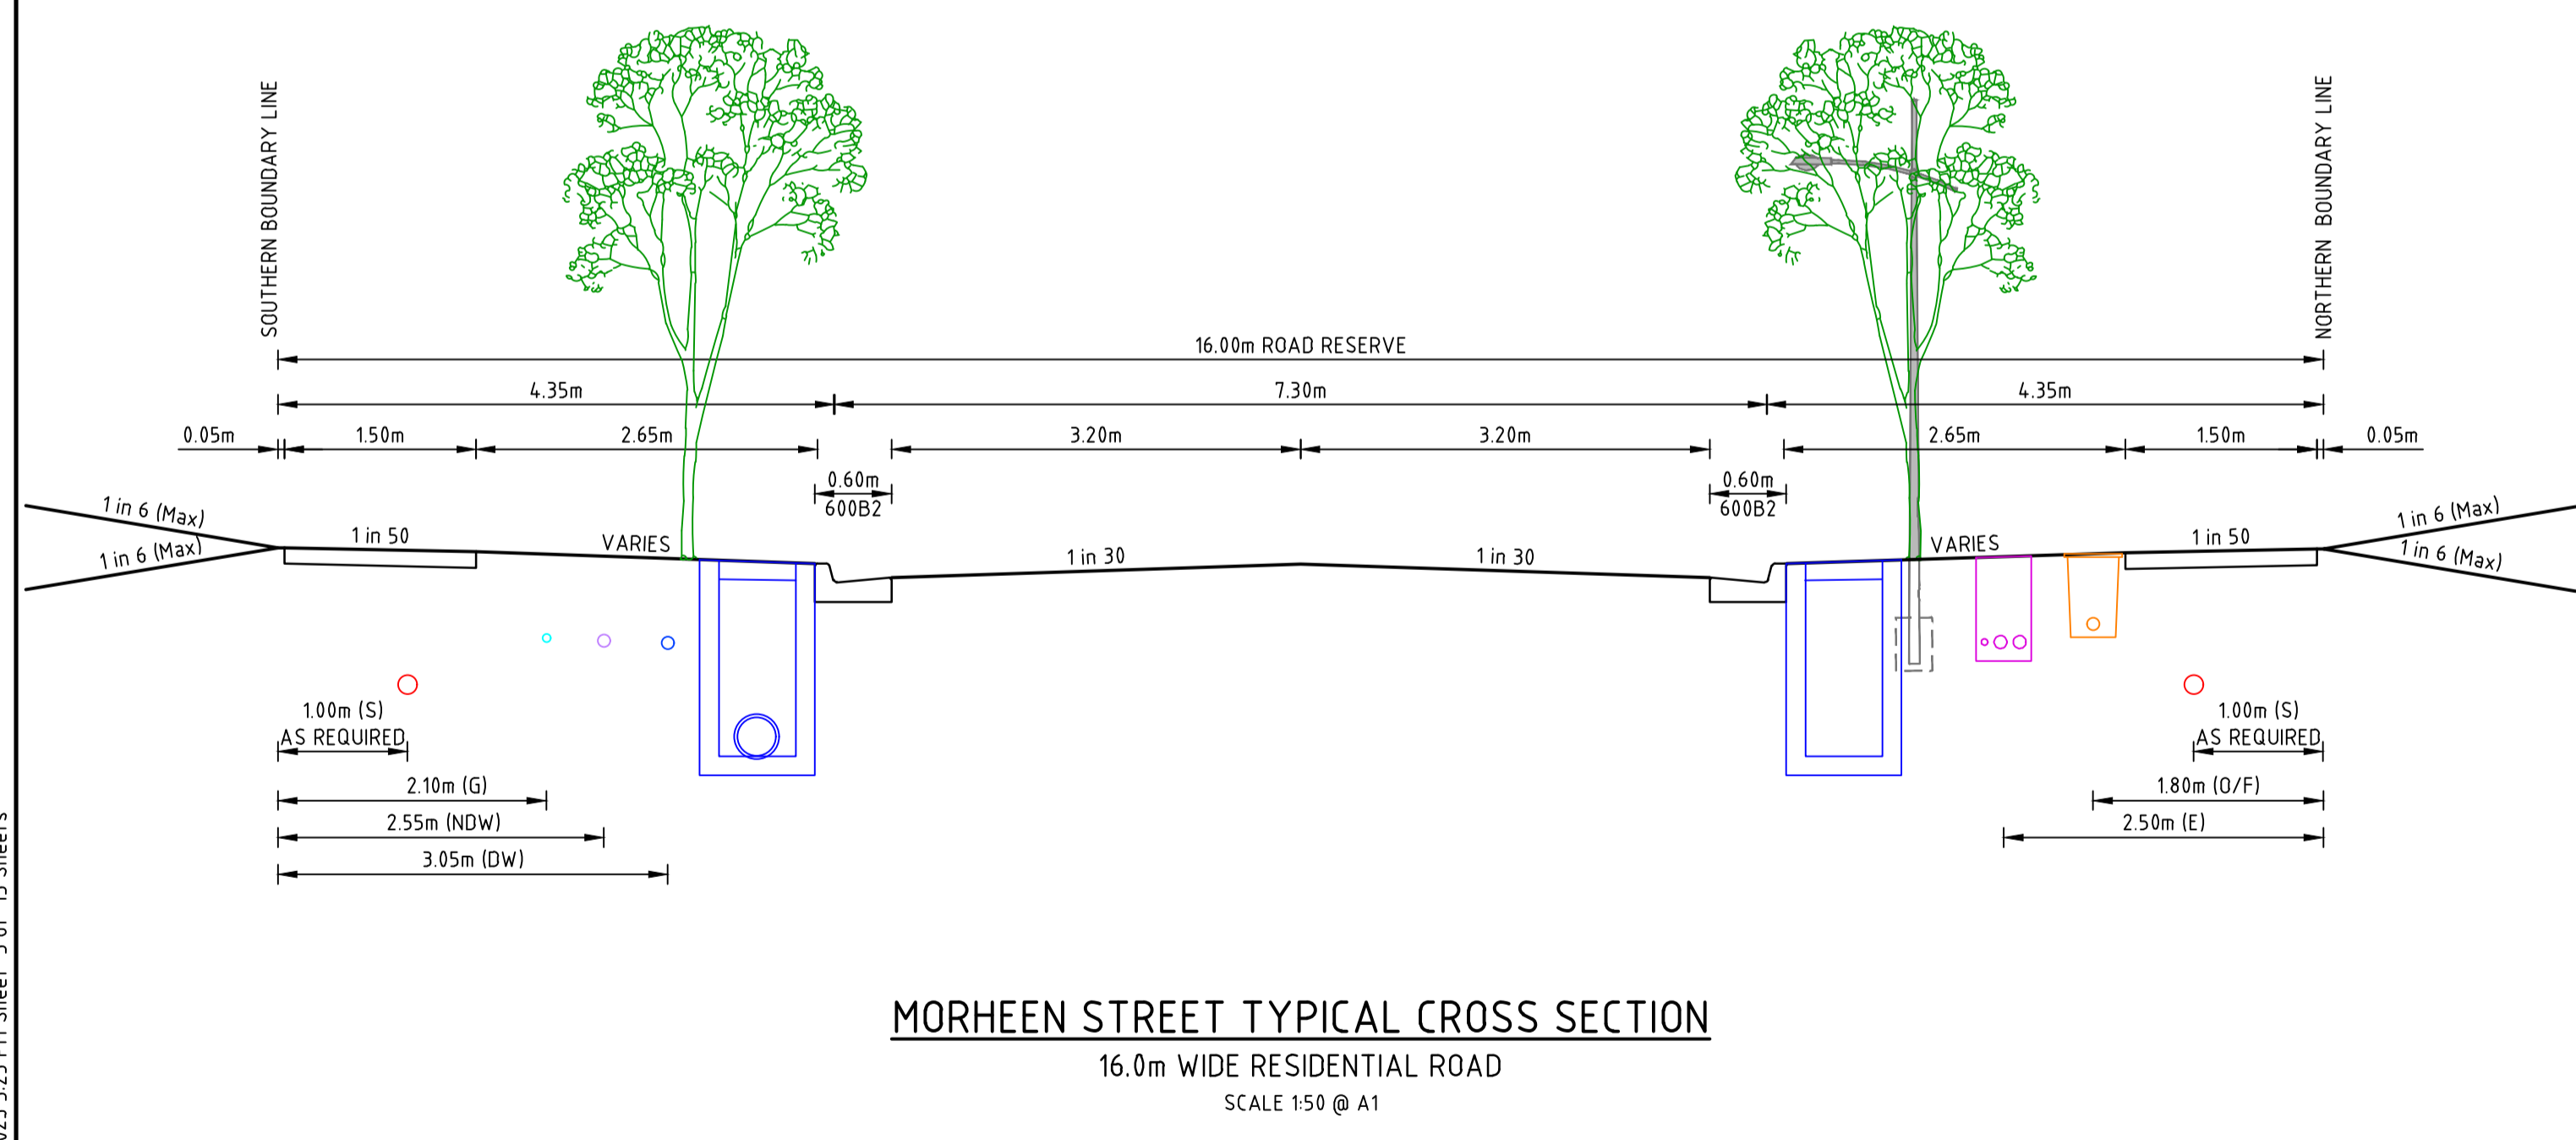 SOUTHERN BOUNDARY LINE
NORTHERN BOUNDARY LINE
16.00m ROAD RESERVE
4.35m
7.30m
4.35m
0.05m
1.50m
2.65m
3.20m
3.20m
2.65m
1.50m
0.05m
0.60m
600B2
0.60m
600B2
1 in 6 (Max)
1 in 6 (Max)
1 in 50
VARIES
1 in 30
1 in 30
VARIES
1 in 50
1 in 6 (Max)
1 in 6 (Max)
1.00m (S)
AS REQUIRED
2.10m (G)
2.55m (NDW)
3.05m (DW)
1.00m (S)
AS REQUIRED
1.80m (O/F)
2.50m (E)
MORHEEN STREET TYPICAL CROSS SECTION
16.0m WIDE RESIDENTIAL ROAD
SCALE 1:50 @ A1